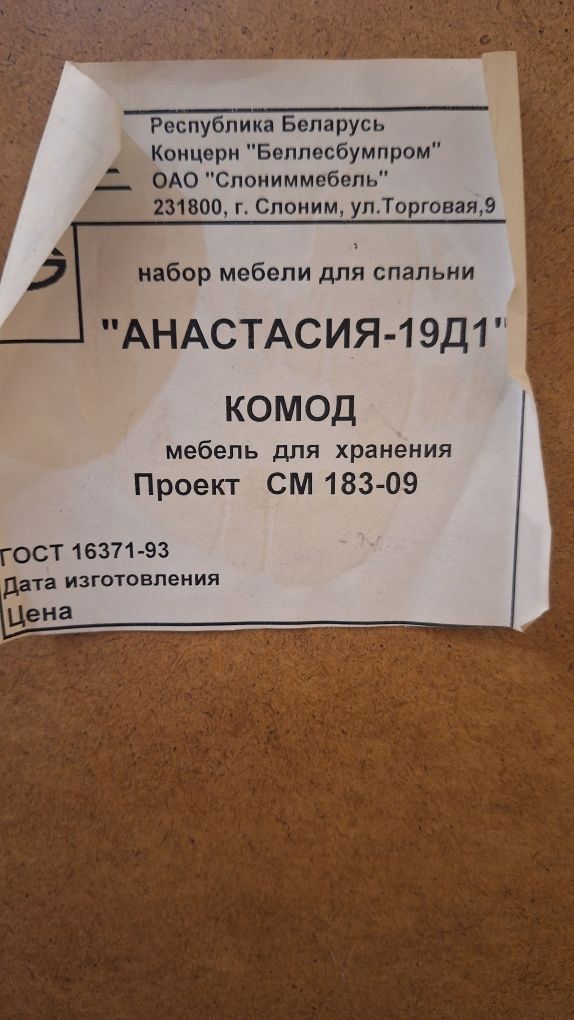 Республика Беларусь
Концерн "Беллесбумпром"
ОАО "Слониммебель"
231800, г. Слоним, ул.Торговая,9
набор мебели для спальни
"АНАСТАСИЯ-19Д1"
КОМОД
мебель для хранения
Проект СМ 183-09
ГОСТ 16371-93
Дата изготовления
Цена